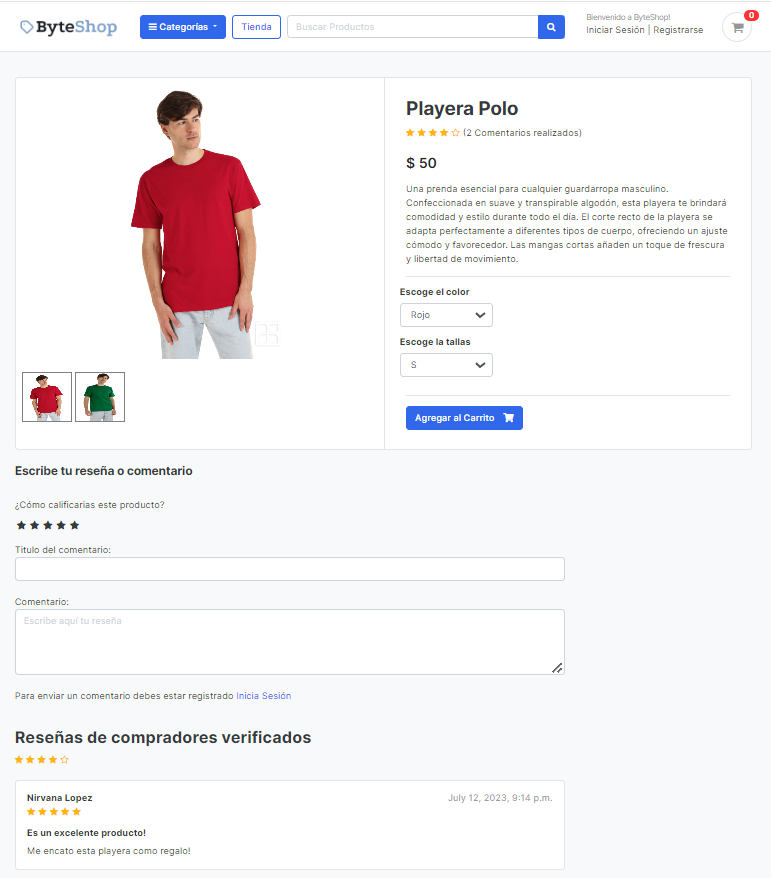 ByteShop
Categorías
Tienda
Buscar Productos
Bienvenido a ByteShop!
Iniciar Sesión | Registrarse
0
Playera Polo
(2 Comentarios realizados)
$ 50
Una prenda esencial para cualquier guardarropa masculino.
Confeccionada en suave y transpirable algodón, esta playera te brindará
comodidad y estilo durante todo el día. El corte recto de la playera se
adapta perfectamente a diferentes tipos de cuerpo, ofreciendo un ajuste
cómodo y favorecedor. Las mangas cortas añaden un toque de frescura
y libertad de movimiento.
Escoge el color
Rojo
Escoge la tallas
S
Agregar al Carrito
Escribe tu reseña o comentario
¿Cómo calificarias este producto?
Titulo del comentario:
Comentario:
Escribe aquí tu reseña
Para enviar un comentario debes estar registrado Inicia Sesión
Reseñas de compradores verificados
Nirvana Lopez
July 12, 2023, 9:14 p.m.
Es un excelente producto!
Me encato esta playera como regalo!